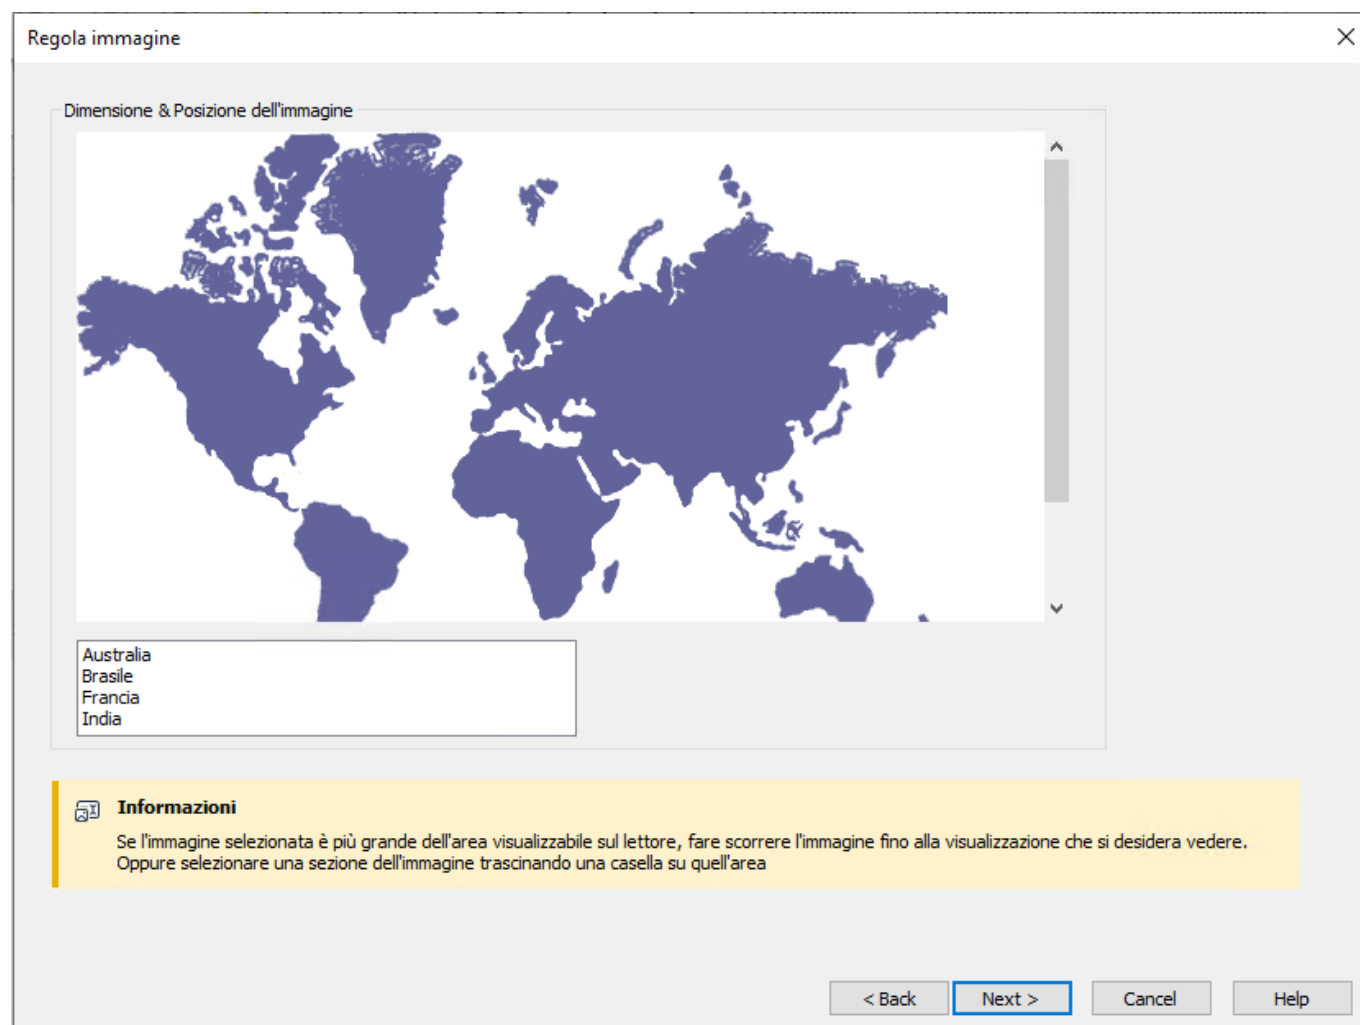 Regola immagine
Dimensione & Posizione dell'immagine
Australia
Brasile
Francia
India
Informazioni
Se l'immagine selezionata è più grande dell'area visualizzabile sul lettore, fare scorrere l'immagine fino alla visualizzazione che si desidera vedere.
Oppure selezionare una sezione dell'immagine trascinando una casella su quell'area
< Back Next > Cancel Help